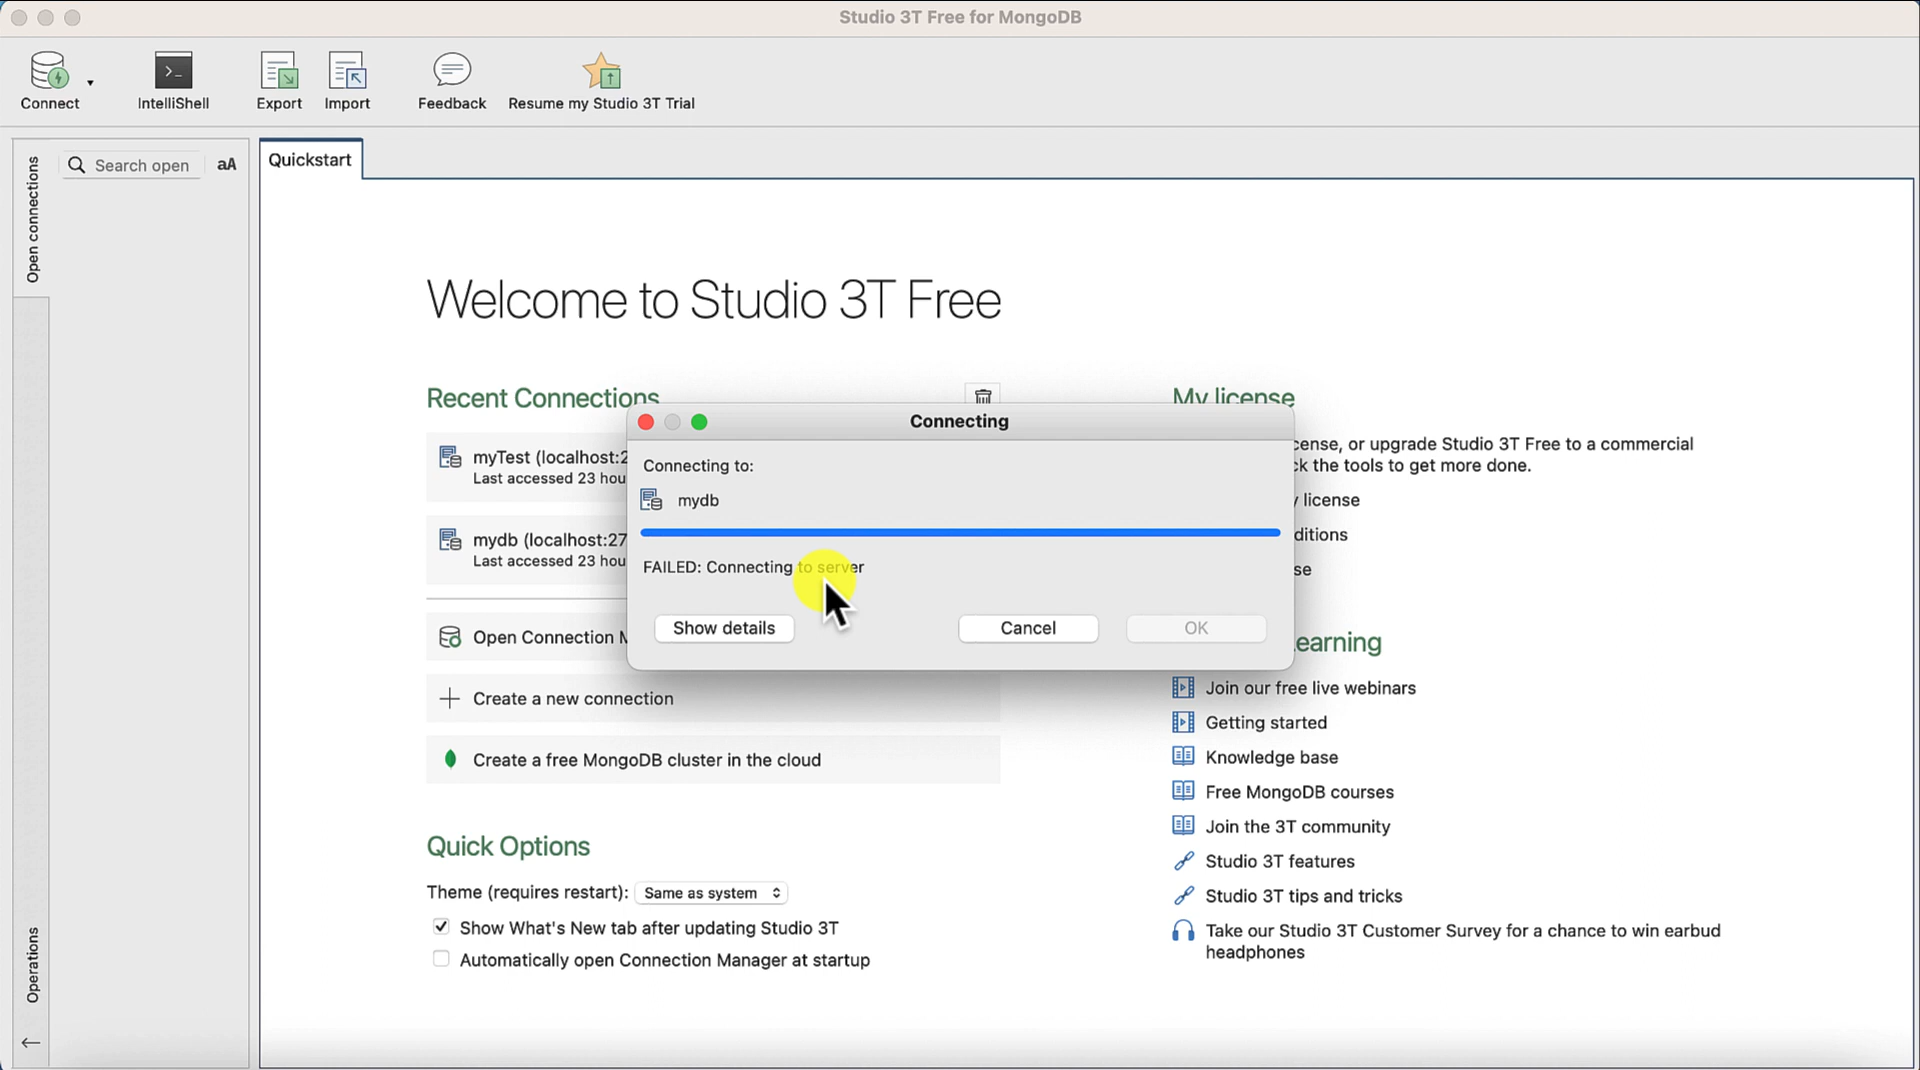 Studio 3T Free for MongoDB
Connect
IntelliShell
Export
Import
Feedback
Resume my Studio 3T Trial
Open connections
Search open
aA
Quickstart
Welcome to Studio 3T Free
Recent Connections
myTest (localhost:2
Last accessed 23 hou
mydb (localhost:27
Last accessed 23 hou
Open Connection
Create a new connection
Create a free MongoDB cluster in the cloud
Connecting
Connecting to:
mydb
FAILED: Connecting to server
Show details
Cancel
OK
My license
cense, or upgrade Studio 3T Free to a commercial
ck the tools to get more done.
license
ditions
se
earning
Join our free live webinars
Getting started
Knowledge base
Free MongoDB courses
Join the 3T community
Studio 3T features
Studio 3T tips and tricks
Take our Studio 3T Customer Survey for a chance to win earbud
headphones
Quick Options
Theme (requires restart): Same as system
Show What's New tab after updating Studio 3T
Automatically open Connection Manager at startup
Operations